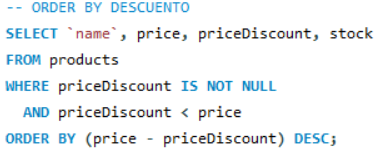 -- ORDER BY DESCUENTO
SELECT `name`, price, priceDiscount, stock
FROM products
WHERE priceDiscount IS NOT NULL
  AND priceDiscount < price
ORDER BY (price - priceDiscount) DESC;